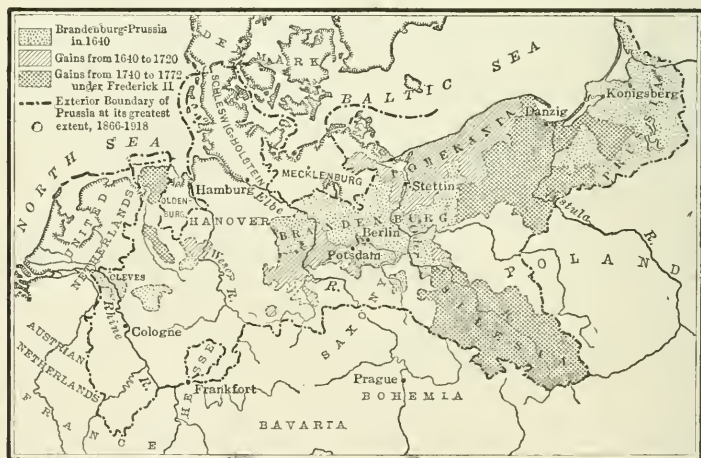 Brandenburg-Prussia
in 1640
Gains from 1640 to 1720
Gains from 1740 to 1772
under Frederick II
Exterior Boundary of
Prussia at its greatest
extent, 1866-1918
DENMARK
BALTIC SEA
NORTH SEA
SCHLESWIG-HOLSTEIN
Königsberg
Danzig
PRUSSIA
POMERANIA
MECKLENBURG
Stettin
Hamburg
Elbe
OLDEN-
BURG
UNITED
NETHERLANDS
HANOVER
BRANDENBURG
Berlin
Potsdam
Vistula R.
Weser R.
R.
POLAND
CLEVES
Rhine R.
Cologne
SAXONY
SILESIA
AUSTRIAN
NETHERLANDS
HESSE
Frankfort
Prague
BOHEMIA
FRANCE
BAVARIA